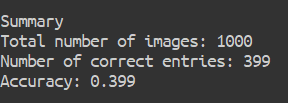 Summary
Total number of images: 1000
Number of correct entries: 399
Accuracy: 0.399